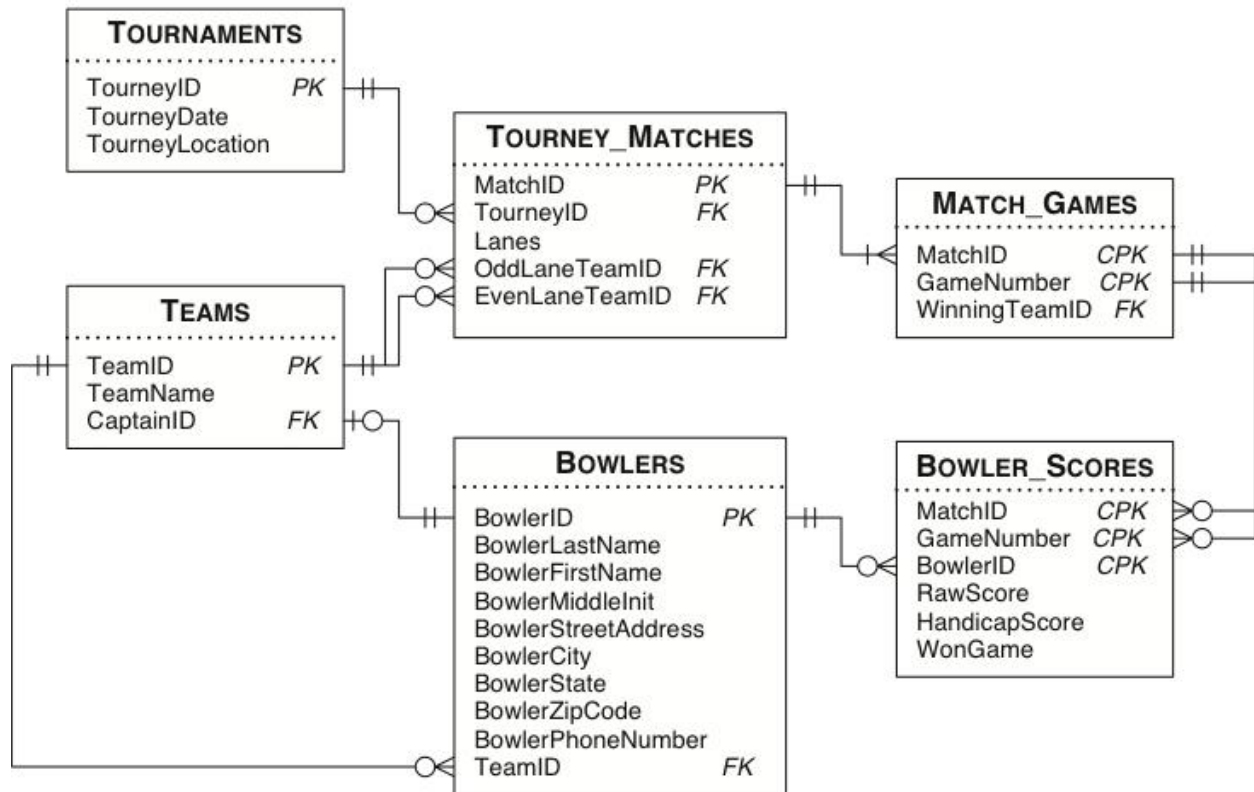 TOURNAMENTS
TourneyID PK
TourneyDate
TourneyLocation
TOURNEY_MATCHES
MatchID PK
TourneyID FK
Lanes
OddLaneTeamID FK
EvenLaneTeamID FK
MATCH_GAMES
MatchID CPK
GameNumber CPK
WinningTeamID FK
TEAMS
TeamID PK
TeamName
CaptainID FK
BOWLERS
BowlerID PK
BowlerLastName
BowlerFirstName
BowlerMiddleInit
BowlerStreetAddress
BowlerCity
BowlerState
BowlerZipCode
BowlerPhoneNumber
TeamID FK
BOWLER_SCORES
MatchID CPK
GameNumber CPK
BowlerID CPK
RawScore
HandicapScore
WonGame